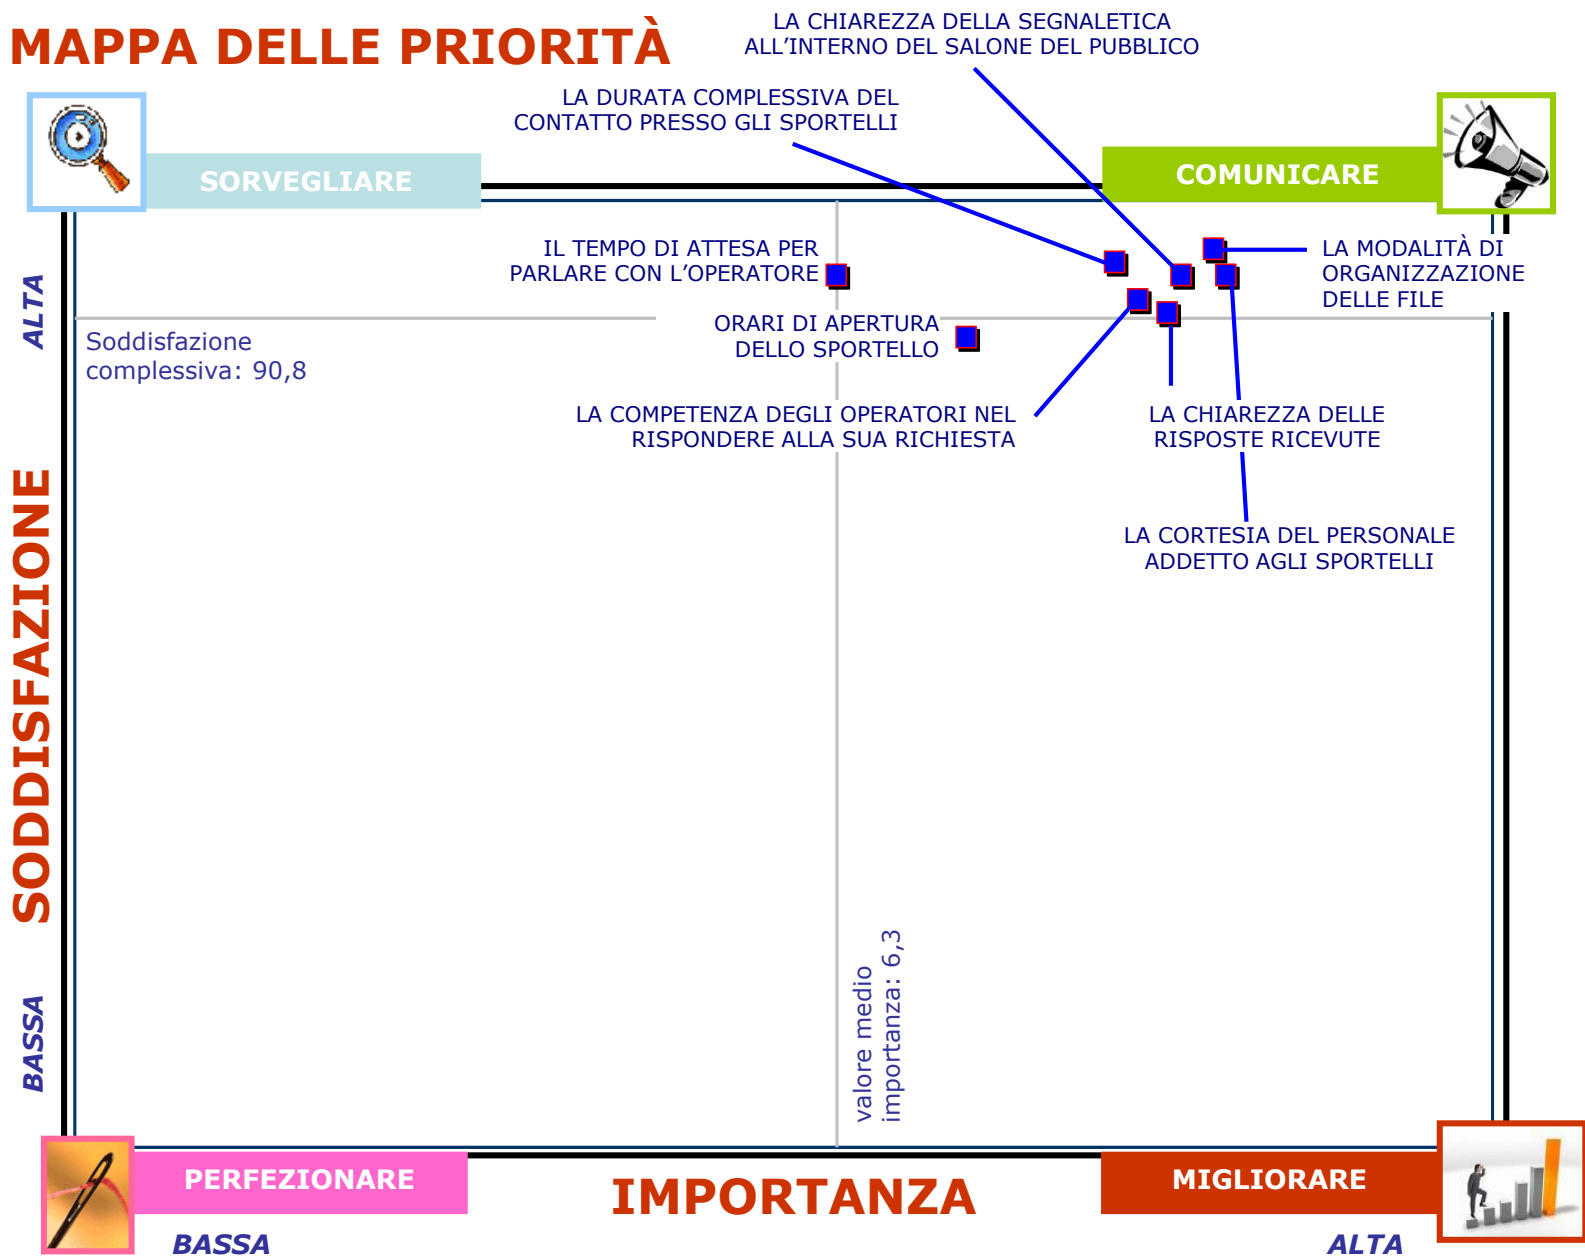 MAPPA DELLE PRIORITÀ
LA CHIAREZZA DELLA SEGNALETICA
ALL'INTERNO DEL SALONE DEL PUBBLICO
LA DURATA COMPLESSIVA DEL
CONTATTO PRESSO GLI SPORTELLI
SORVEGLIARE
COMUNICARE
IL TEMPO DI ATTESA PER
PARLARE CON L'OPERATORE
LA MODALITÀ DI
ORGANIZZAZIONE
DELLE FILE
ALTA
ORARI DI APERTURA
DELLO SPORTELLO
Soddisfazione
complessiva: 90,8
LA COMPETENZA DEGLI OPERATORI NEL
RISPONDERE ALLA SUA RICHIESTA
LA CHIAREZZA DELLE
RISPOSTE RICEVUTE
LA CORTESIA DEL PERSONALE
ADDETTO AGLI SPORTELLI
SODDISFAZIONE
BASSA
valore medio
importanza: 6,3
PERFEZIONARE
IMPORTANZA
MIGLIORARE
BASSA
ALTA